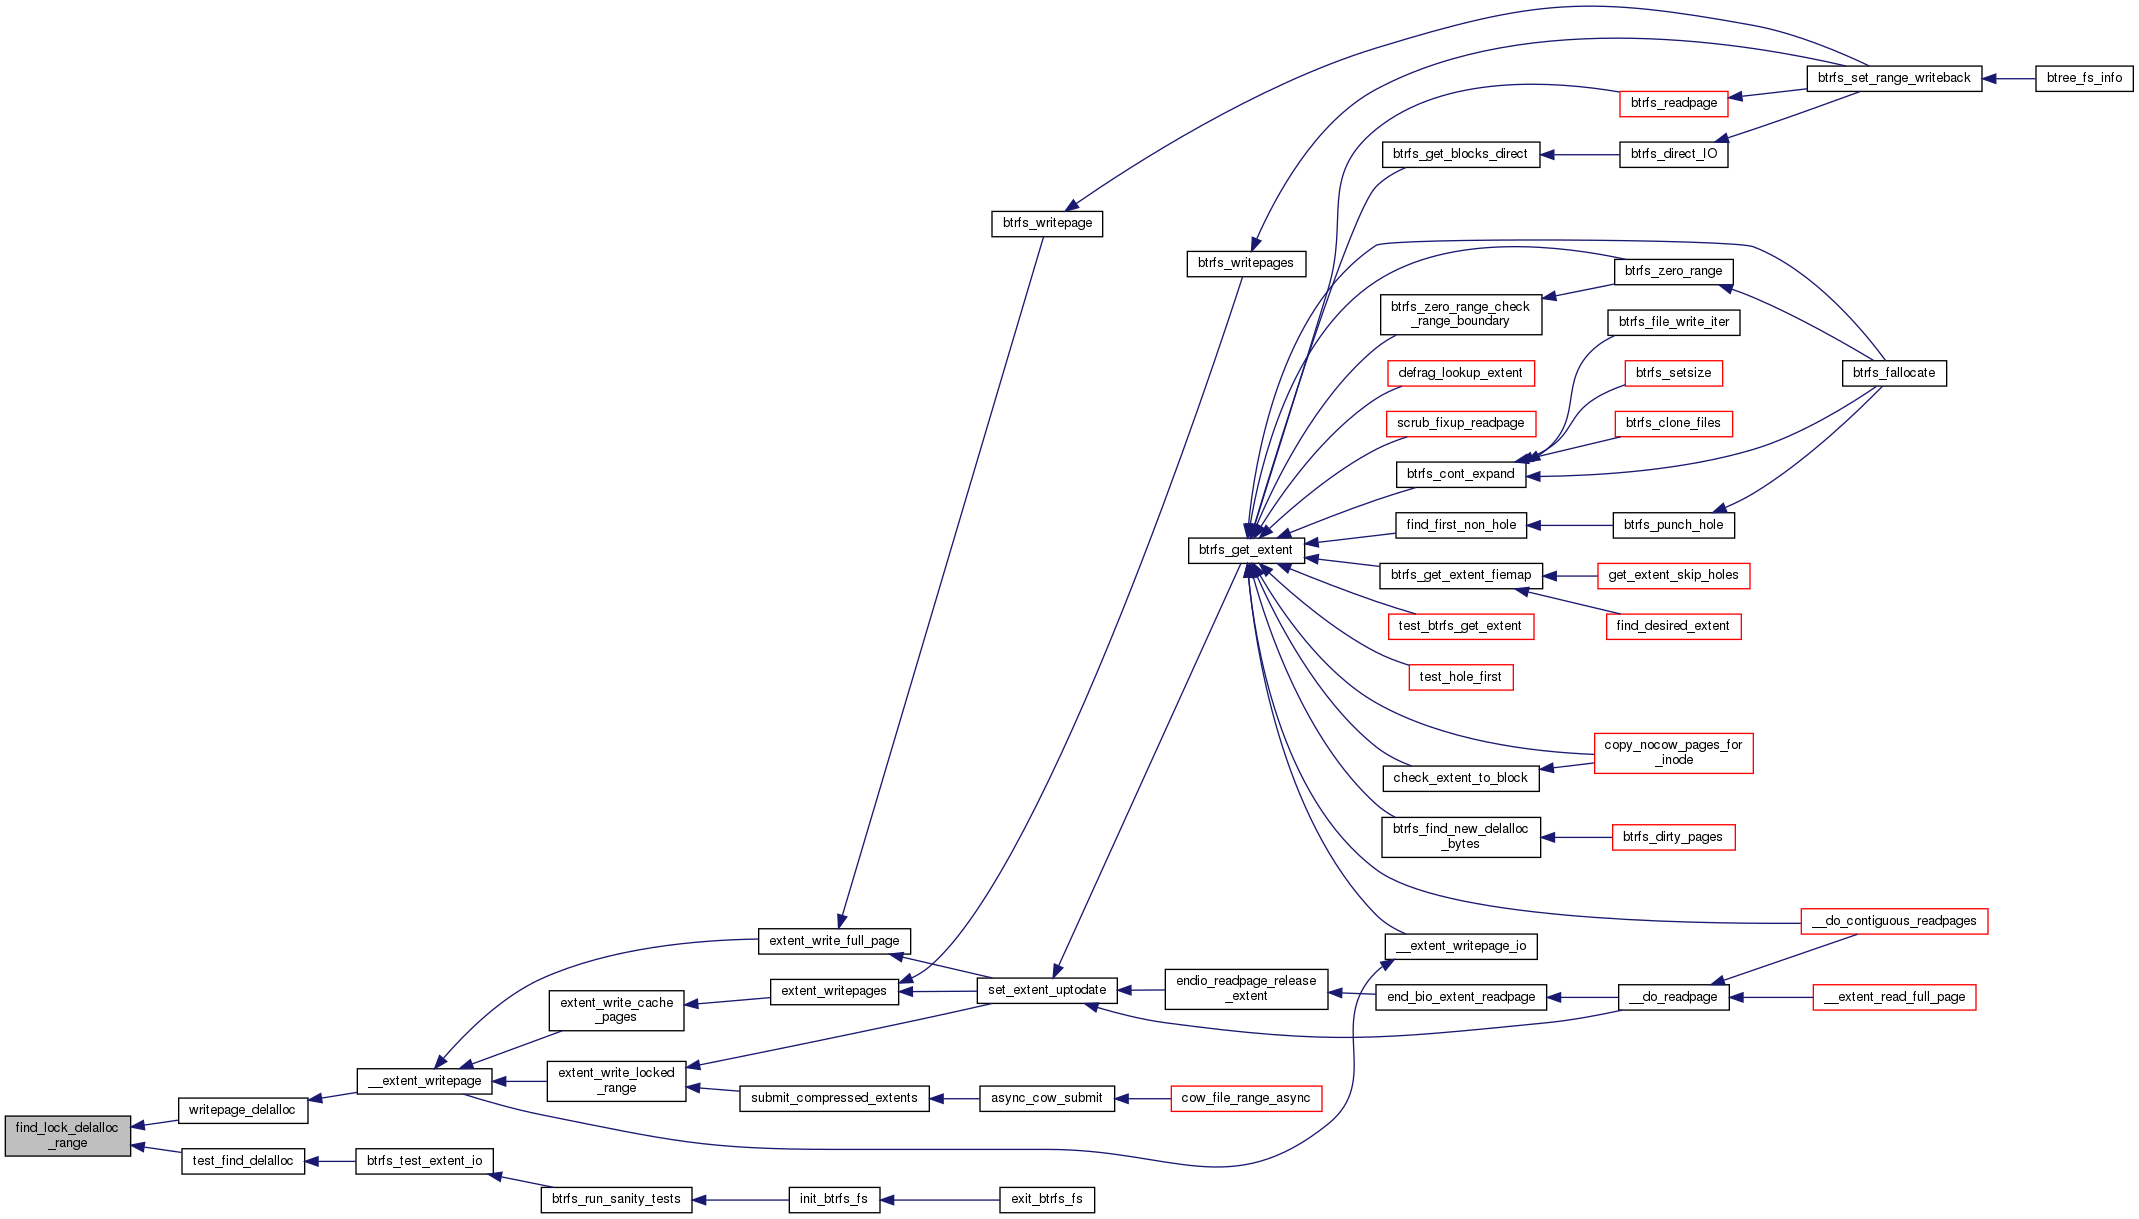 btrfs_set_range_writeback
btree_fs_info
btrfs_readpage
btrfs_get_blocks_direct
btrfs_direct_IO
btrfs_writepage
btrfs_writepages
btrfs_zero_range
btrfs_zero_range_check
_range_boundary
btrfs_file_write_iter
defrag_lookup_extent
btrfs_setsize
btrfs_fallocate
scrub_fixup_readpage
btrfs_clone_files
btrfs_cont_expand
find_first_non_hole
btrfs_punch_hole
btrfs_get_extent
btrfs_get_extent_fiemap
get_extent_skip_holes
test_btrfs_get_extent
find_desired_extent
test_hole_first
copy_nocow_pages_for
_inode
check_extent_to_block
btrfs_find_new_delalloc
_bytes
btrfs_dirty_pages
__do_contiguous_readpages
extent_write_full_page
__extent_writepage_io
extent_writepages
set_extent_uptodate
endio_readpage_release
_extent
end_bio_extent_readpage
__do_readpage
__extent_read_full_page
extent_write_cache
_pages
__extent_writepage
extent_write_locked
_range
submit_compressed_extents
async_cow_submit
cow_file_range_async
writepage_delalloc
find_lock_delalloc
_range
test_find_delalloc
btrfs_test_extent_io
btrfs_run_sanity_tests
init_btrfs_fs
exit_btrfs_fs